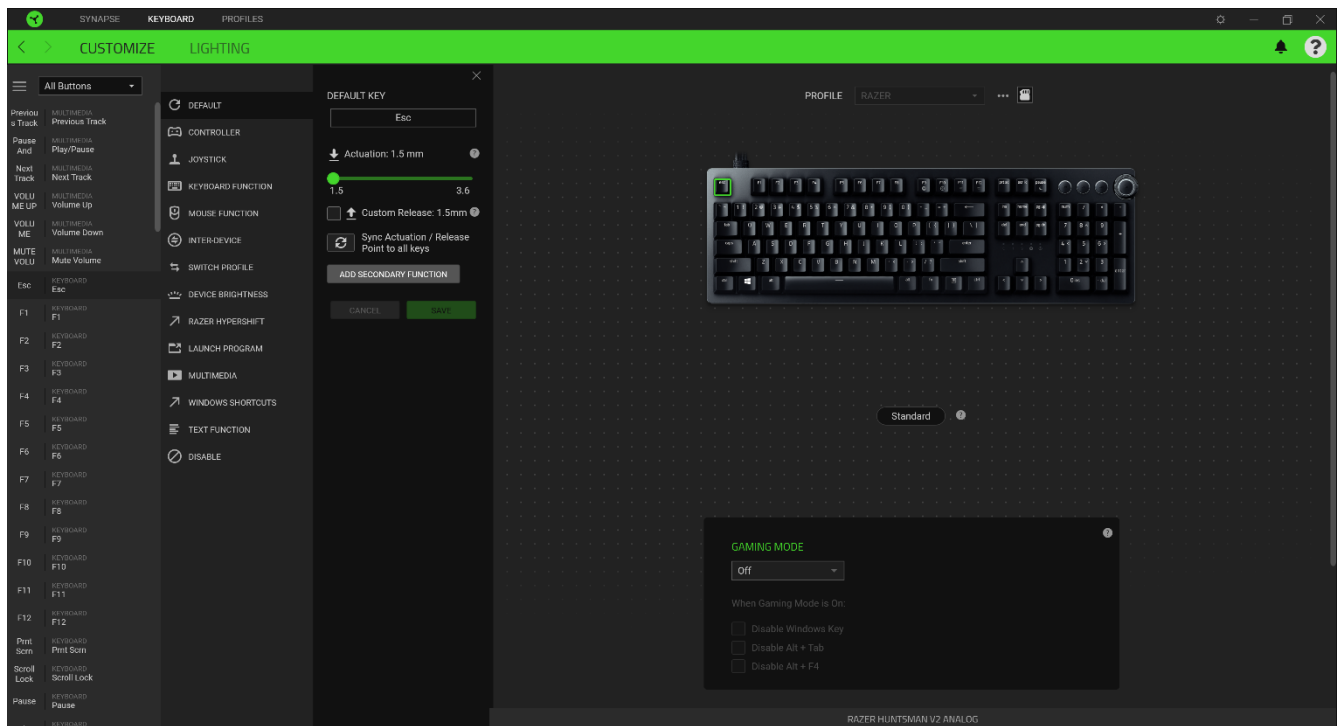 SYNAPSE
KEYBOARD
PROFILES
CUSTOMIZE
LIGHTING
All Buttons
Previou
s Track
MULTIMEDIA
Previous Track
Pause
And
MULTIMEDIA
Play/Pause
Next
Track
MULTIMEDIA
Next Track
VOLU
ME UP
MULTIMEDIA
Volume Up
VOLU
ME
MULTIMEDIA
Volume Down
MUTE
VOLU
MULTIMEDIA
Mute Volume
Esc
KEYBOARD
Esc
F1
KEYBOARD
F1
F2
KEYBOARD
F2
F3
KEYBOARD
F3
F4
KEYBOARD
F4
F5
KEYBOARD
F5
F6
KEYBOARD
F6
F7
KEYBOARD
F7
F8
KEYBOARD
F8
F9
KEYBOARD
F9
F10
KEYBOARD
F10
F11
KEYBOARD
F11
F12
KEYBOARD
F12
Prnt
Scrn
KEYBOARD
Prnt Scrn
Scroll
Lock
KEYBOARD
Scroll Lock
Pause
KEYBOARD
Pause
KEYBOARD
DEFAULT
CONTROLLER
JOYSTICK
KEYBOARD FUNCTION
MOUSE FUNCTION
INTER-DEVICE
SWITCH PROFILE
DEVICE BRIGHTNESS
RAZER HYPERSHIFT
LAUNCH PROGRAM
MULTIMEDIA
WINDOWS SHORTCUTS
TEXT FUNCTION
DISABLE
DEFAULT KEY
Esc
Actuation: 1.5 mm
?
1.5
3.6
Custom Release: 1.5mm
?
Sync Actuation / Release
Point to all keys
ADD SECONDARY FUNCTION
CANCEL
SAVE
PROFILE
RAZER
Standard
?
GAMING MODE
?
Off
When Gaming Mode is On:
Disable Windows Key
Disable Alt + Tab
Disable Alt + F4
RAZER HUNTSMAN V2 ANALOG